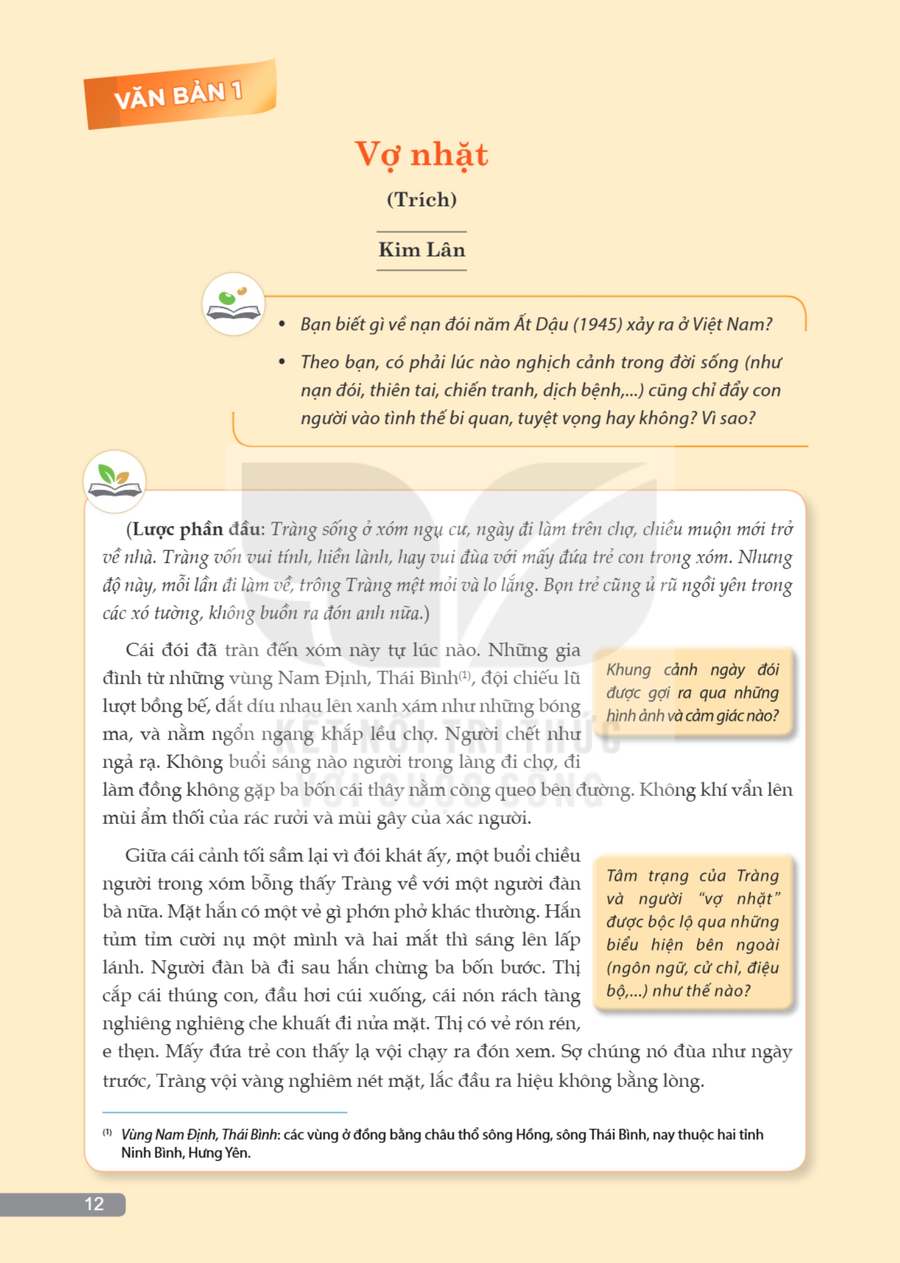 VĂN BẢN 1
Vợ nhặt
(Trích)
Kim Lân
• Bạn biết gì về nạn đói năm Ất Dậu (1945) xảy ra ở Việt Nam?
• Theo bạn, có phải lúc nào nghịch cảnh trong đời sống (như
nạn đói, thiên tai, chiến tranh, dịch bệnh,...) cũng chỉ đẩy con
người vào tình thế bi quan, tuyệt vọng hay không? Vì sao?
(Lược phần đầu: Tràng sống ở xóm ngụ cư, ngày đi làm trên chợ, chiều muộn mới trở
về nhà. Tràng vốn vui tính, hiền lành, hay vui đùa với mấy đứa trẻ con trong xóm. Nhưng
độ này, mỗi lần đi làm về, trông Tràng mệt mỏi và lo lắng. Bọn trẻ cũng ủ rũ ngồi yên trong
các xó tường, không buồn ra đón anh nữa.)
Cái đói đã tràn đến xóm này tự lúc nào. Những gia
đình từ những vùng Nam Định, Thái Bình(1), đội chiếu lũ
lượt bồng bế, dắt díu nhau lên xanh xám như những bóng
ma, và nằm ngổn ngang khắp lều chợ. Người chết như
ngả rạ. Không buổi sáng nào người trong làng đi chợ, đi
làm đồng không gặp ba bốn cái thây nằm còng queo bên đường. Không khí vẩn lên
mùi ẩm thối của rác rưởi và mùi gây của xác người.
Khung cảnh ngày đói
được gợi ra qua những
hình ảnh và cảm giác nào?
Giữa cái cảnh tối sầm lại vì đói khát ấy, một buổi chiều
người trong xóm bỗng thấy Tràng về với một người đàn
bà nữa. Mặt hắn có một vẻ gì phớn phở khác thường. Hắn
tủm tỉm cười nụ một mình và hai mắt thì sáng lên lấp
lánh. Người đàn bà đi sau hắn chừng ba bốn bước. Thị
cắp cái thúng con, đầu hơi cúi xuống, cái nón rách tàng
nghiêng nghiêng che khuất đi nửa mặt. Thị có vẻ rón rén,
e thẹn. Mấy đứa trẻ con thấy lạ vội chạy ra đón xem. Sợ chúng nó đùa như ngày
trước, Tràng vội vàng nghiêm nét mặt, lắc đầu ra hiệu không bằng lòng.
Tâm trạng của Tràng
và người “vợ nhặt”
được bộc lộ qua những
biểu hiện bên ngoài
(ngôn ngữ, cử chỉ, điệu
bộ,...) như thế nào?
(1) Vùng Nam Định, Thái Bình: các vùng ở đồng bằng châu thổ sông Hồng, sông Thái Bình, nay thuộc hai tỉnh
Ninh Bình, Hưng Yên.
KẾT NỐI TRI THỨC
VỚI CUỘC SỐNG
12